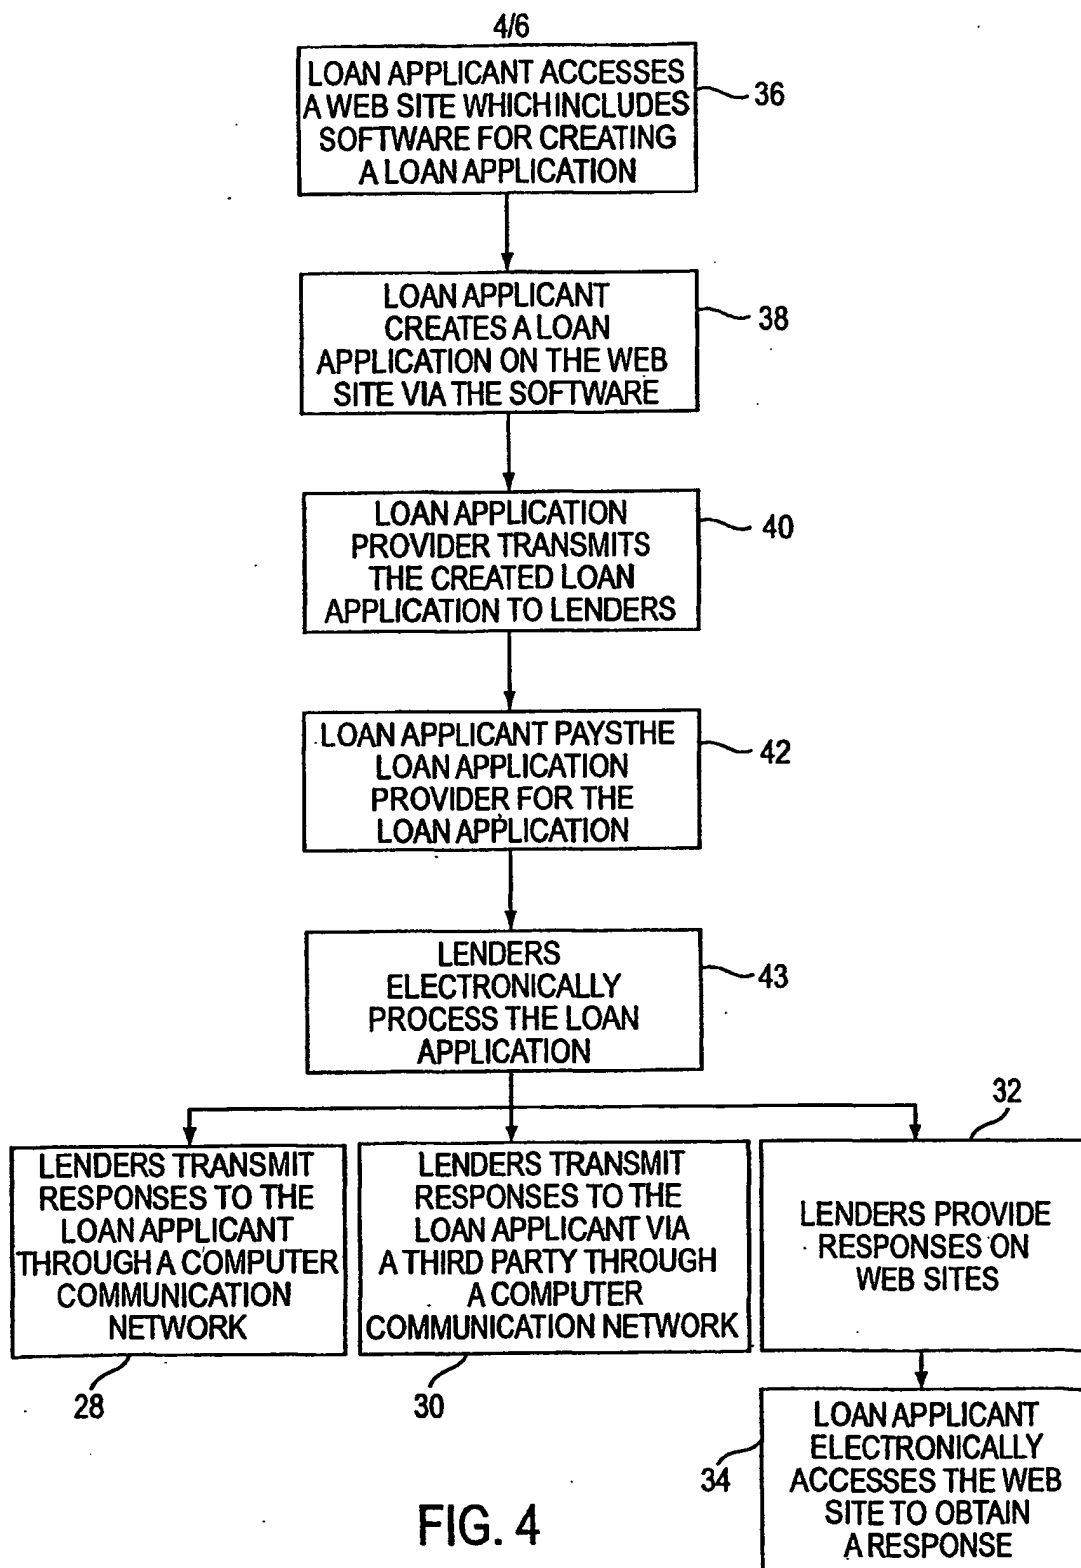 4/6
LOAN APPLICANT ACCESSES
A WEB SITE WHICH INCLUDES
SOFTWARE FOR CREATING
A LOAN APPLICATION
36
LOAN APPLICANT
CREATES A LOAN
APPLICATION ON THE WEB
SITE VIA THE SOFTWARE
38
LOAN APPLICATION
PROVIDER TRANSMITS
THE CREATED LOAN
APPLICATION TO LENDERS
40
LOAN APPLICANT PAYSTHE
LOAN APPLICATION
PROVIDER FOR THE
LOAN APPLICATION
42
LENDERS
ELECTRONICALLY
PROCESS THE LOAN
APPLICATION
43
LENDERS TRANSMIT
RESPONSES TO THE
LOAN APPLICANT
THROUGH A COMPUTER
COMMUNICATION
NETWORK
28
LENDERS TRANSMIT
RESPONSES TO THE
LOAN APPLICANT VIA
A THIRD PARTY THROUGH
A COMPUTER
COMMUNICATION NETWORK
30
32
LENDERS PROVIDE
RESPONSES ON
WEB SITES
34
LOAN APPLICANT
ELECTRONICALLY
ACCESSES THE WEB
SITE TO OBTAIN
A RESPONSE
FIG. 4